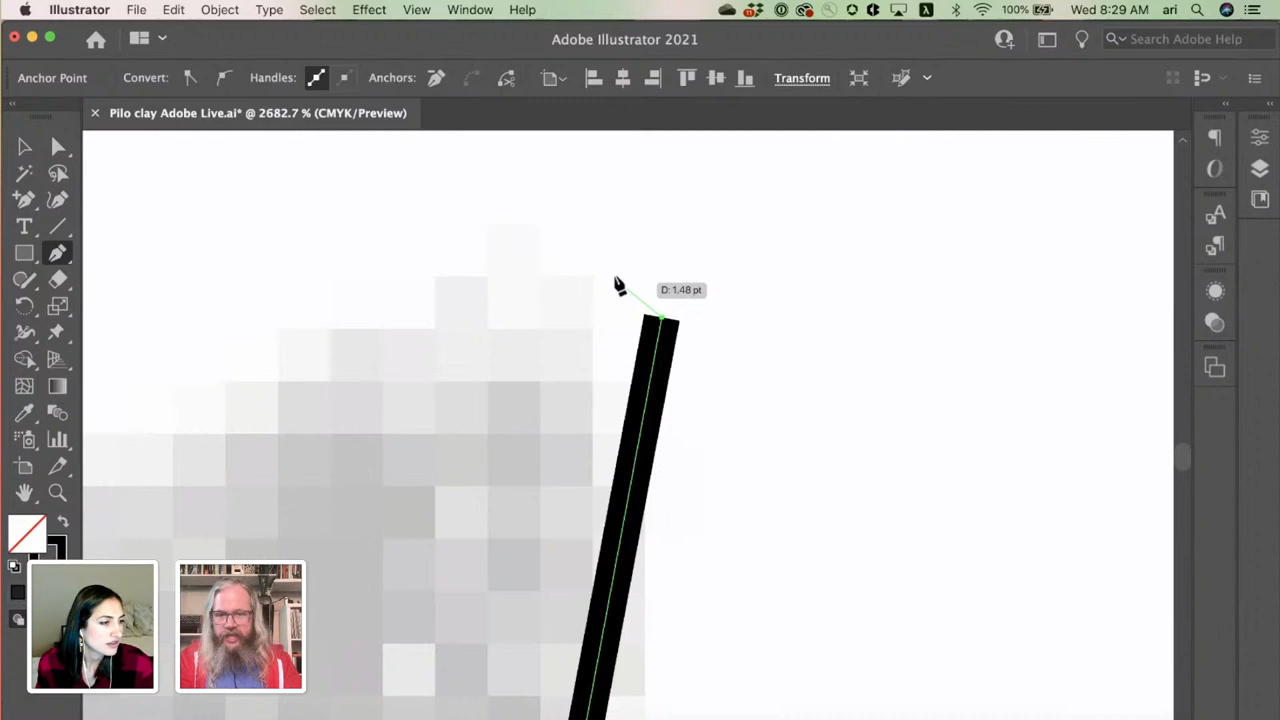 Illustrator File Edit Object Type Select Effect View Window Help 11 100% Wed 8:29 AM ari
Adobe Illustrator 2021 Search Adobe Help
Anchor Point Convert: Handles: Anchors: Transform
Pilo clay Adobe Live.ai* @ 2682.7 % (CMYK/Preview)
D: 1.48 pt